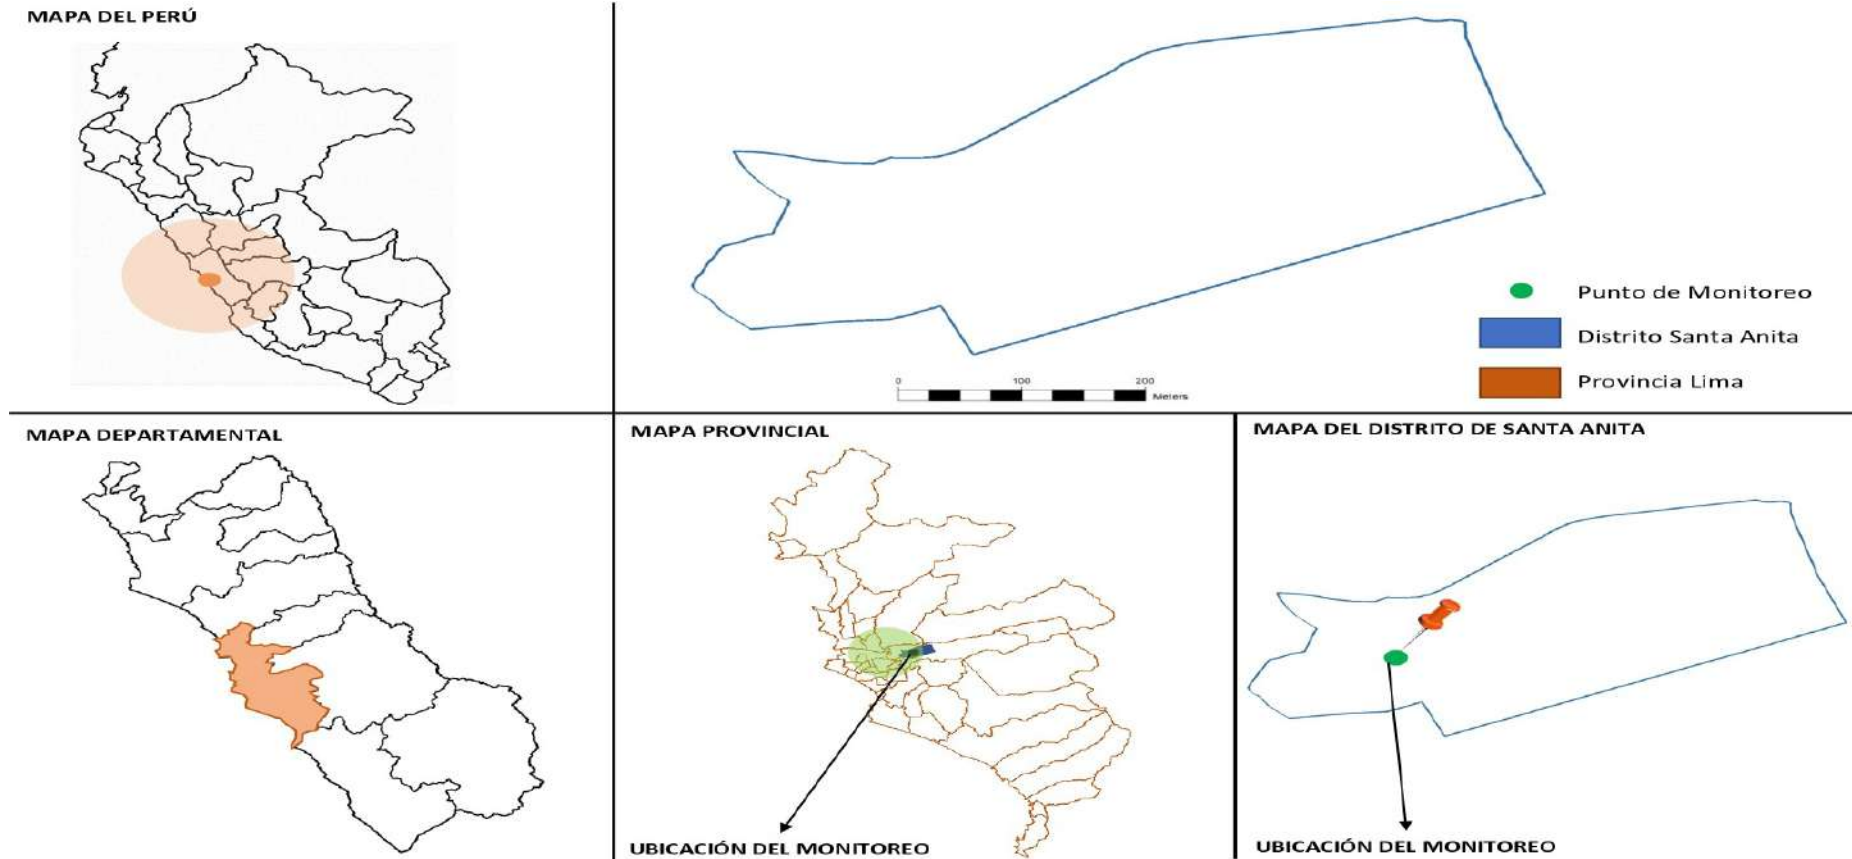 MAPA DEL PERÚ
Punto de Monitoreo
Distrito Santa Anita
Provincia Lima
0 100 200
Meters
MAPA DEPARTAMENTAL
MAPA PROVINCIAL
UBICACIÓN DEL MONITOREO
MAPA DEL DISTRITO DE SANTA ANITA
UBICACIÓN DEL MONITOREO